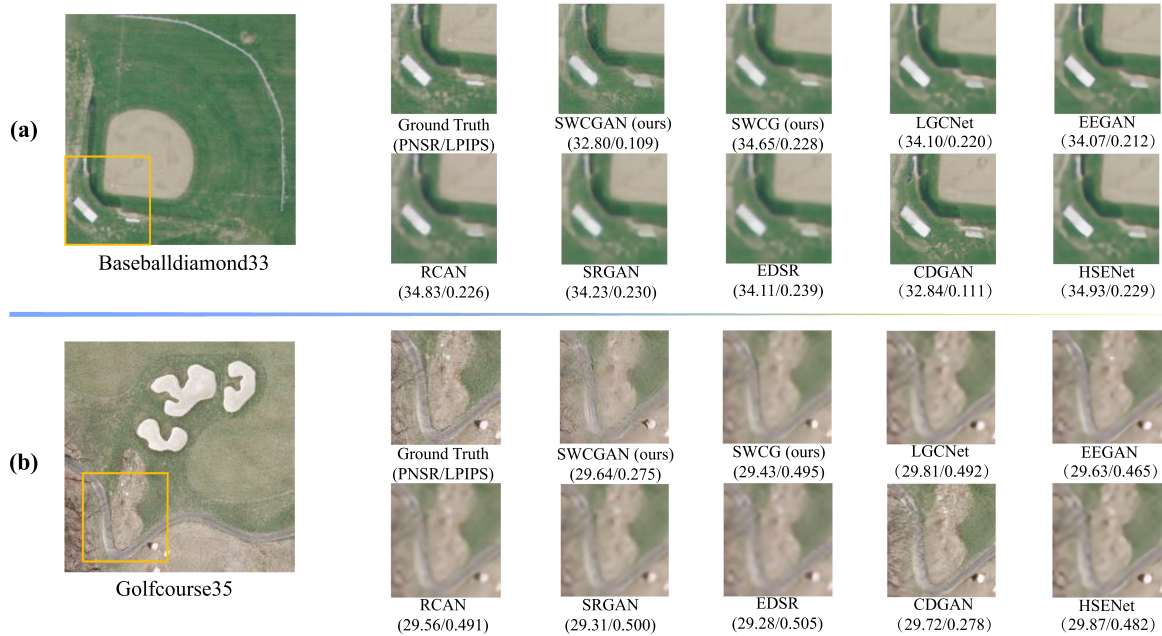 (a)
Baseballdiamond33
Ground Truth
(PNSR/LPIPS)
SWCGAN (ours)
(32.80/0.109)
SWCG (ours)
(34.65/0.228)
LGCNet
(34.10/0.220)
EEGAN
(34.07/0.212)
RCAN
(34.83/0.226)
SRGAN
(34.23/0.230)
EDSR
(34.11/0.239)
CDGAN
(32.84/0.111)
HSENet
(34.93/0.229)
(b)
Golfcourse35
Ground Truth
(PNSR/LPIPS)
SWCGAN (ours)
(29.64/0.275)
SWCG (ours)
(29.43/0.495)
LGCNet
(29.81/0.492)
EEGAN
(29.63/0.465)
RCAN
(29.56/0.491)
SRGAN
(29.31/0.500)
EDSR
(29.28/0.505)
CDGAN
(29.72/0.278)
HSENet
(29.87/0.482)